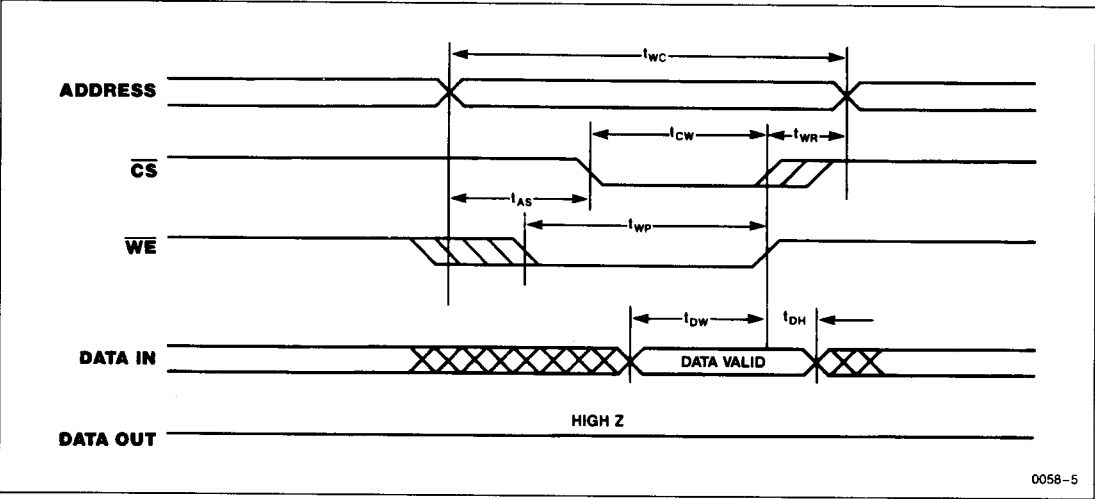 tWC
ADDRESS
tCW
tWR
CS
tAS
tWP
WE
tDW
tDH
DATA IN
DATA VALID
HIGH Z
DATA OUT
0058-5